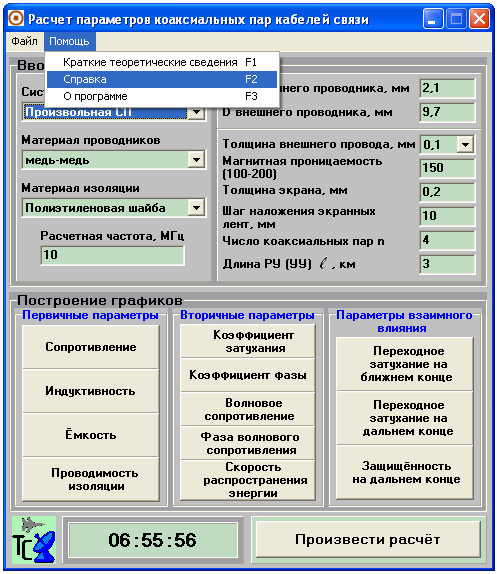 Расчет параметров коаксиальных пар кабелей связи
Файл Помощь
Краткие теоретические сведения F1
Справка F2
О программе F3
Произвольная СП
Материал проводников
медь-медь
Материал изоляции
Полиэтиленовая шайба
Расчетная частота, МГц
10
проводника, мм 2,1
D внешнего проводника, мм 9,7
Толщина внешнего провода, мм 0,1
Магнитная проницаемость
(100-200) 150
Толщина экрана, мм 0,2
Шаг наложения экранных
лент, мм 10
Число коаксиальных пар n 4
Длина РУ (УУ) ℓ , км 3
Построение графиков
Первичные параметры
Сопротивление
Индуктивность
Ёмкость
Проводимость
изоляции
Вторичные параметры
Коэффициент
затухания
Коэффициент фазы
Волновое
сопротивление
Фаза волнового
сопротивления
Скорость
распространения
энергии
Параметры взаимного
влияния
Переходное
затухание на
ближнем конце
Переходное
затухание на
дальнем конце
Защищённость
на дальнем конце
ТС
06:55:56
Произвести расчёт